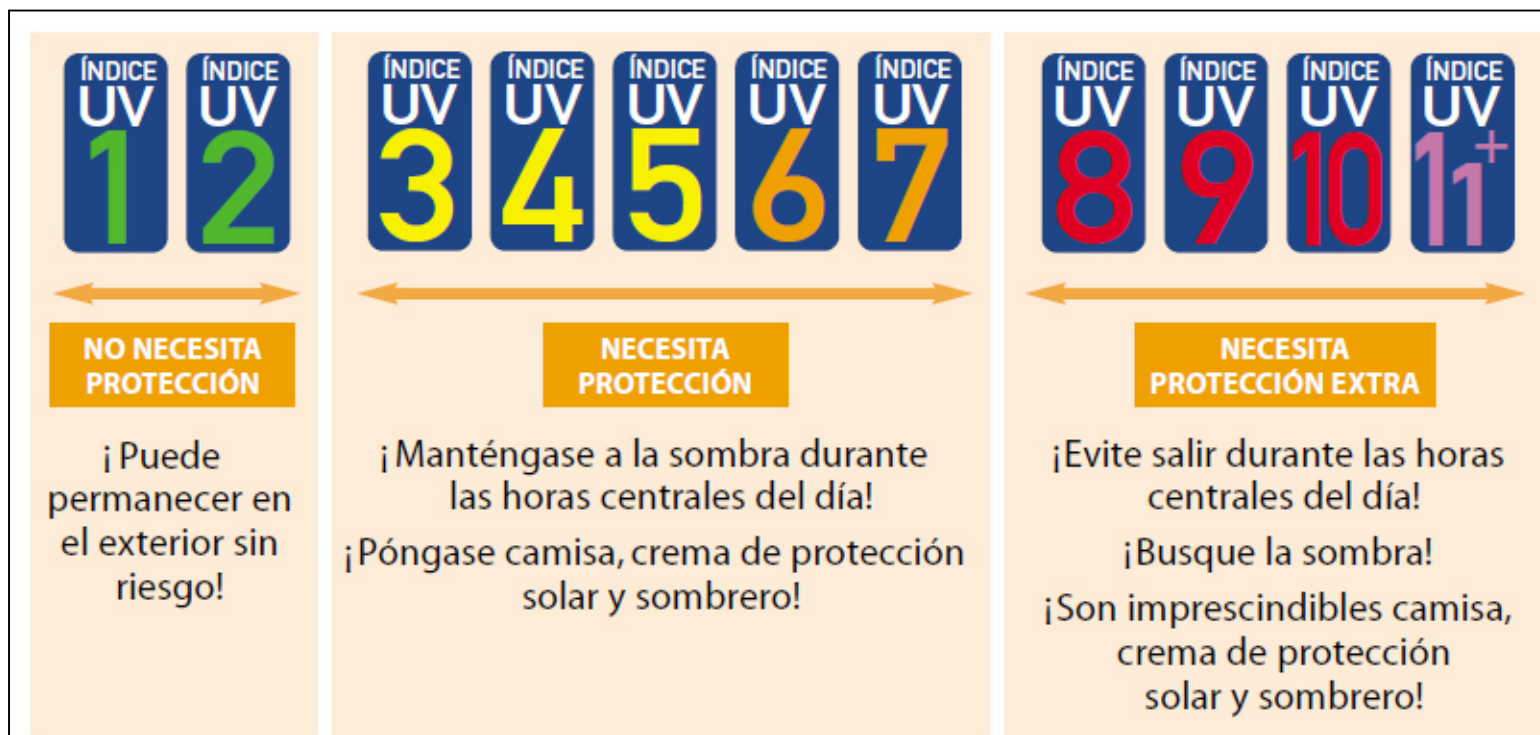 ÍNDICE
UV
1
ÍNDICE
UV
2
NO NECESITA
PROTECCIÓN
¡Puede
permanecer en
el exterior sin
riesgo!
ÍNDICE
UV
3
ÍNDICE
UV
4
ÍNDICE
UV
5
ÍNDICE
UV
6
ÍNDICE
UV
7
NECESITA
PROTECCIÓN
¡Manténgase a la sombra durante
las horas centrales del día!
¡Póngase camisa, crema de protección
solar y sombrero!
ÍNDICE
UV
8
ÍNDICE
UV
9
ÍNDICE
UV
10
ÍNDICE
UV
11+
NECESITA
PROTECCIÓN EXTRA
¡Evite salir durante las horas
centrales del día!
¡Busque la sombra!
¡Son imprescindibles camisa,
crema de protección
solar y sombrero!